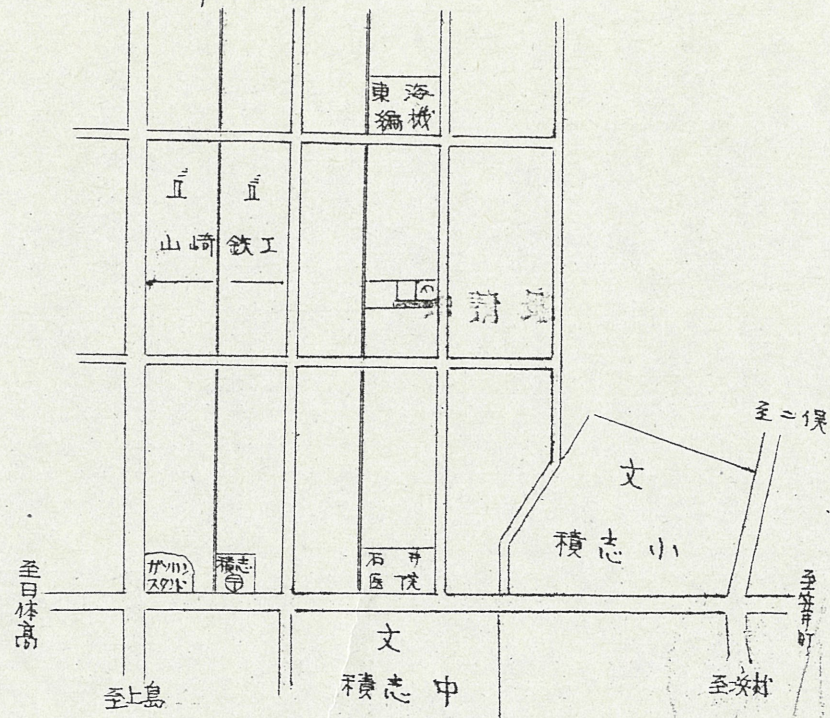 東海
編機
山崎鉄工
至二俣
文
積志小
ガソリン
スタンド
積志
〒
石井
医院
至日体高
至笠井町
文
積志中
至上島
至浜松